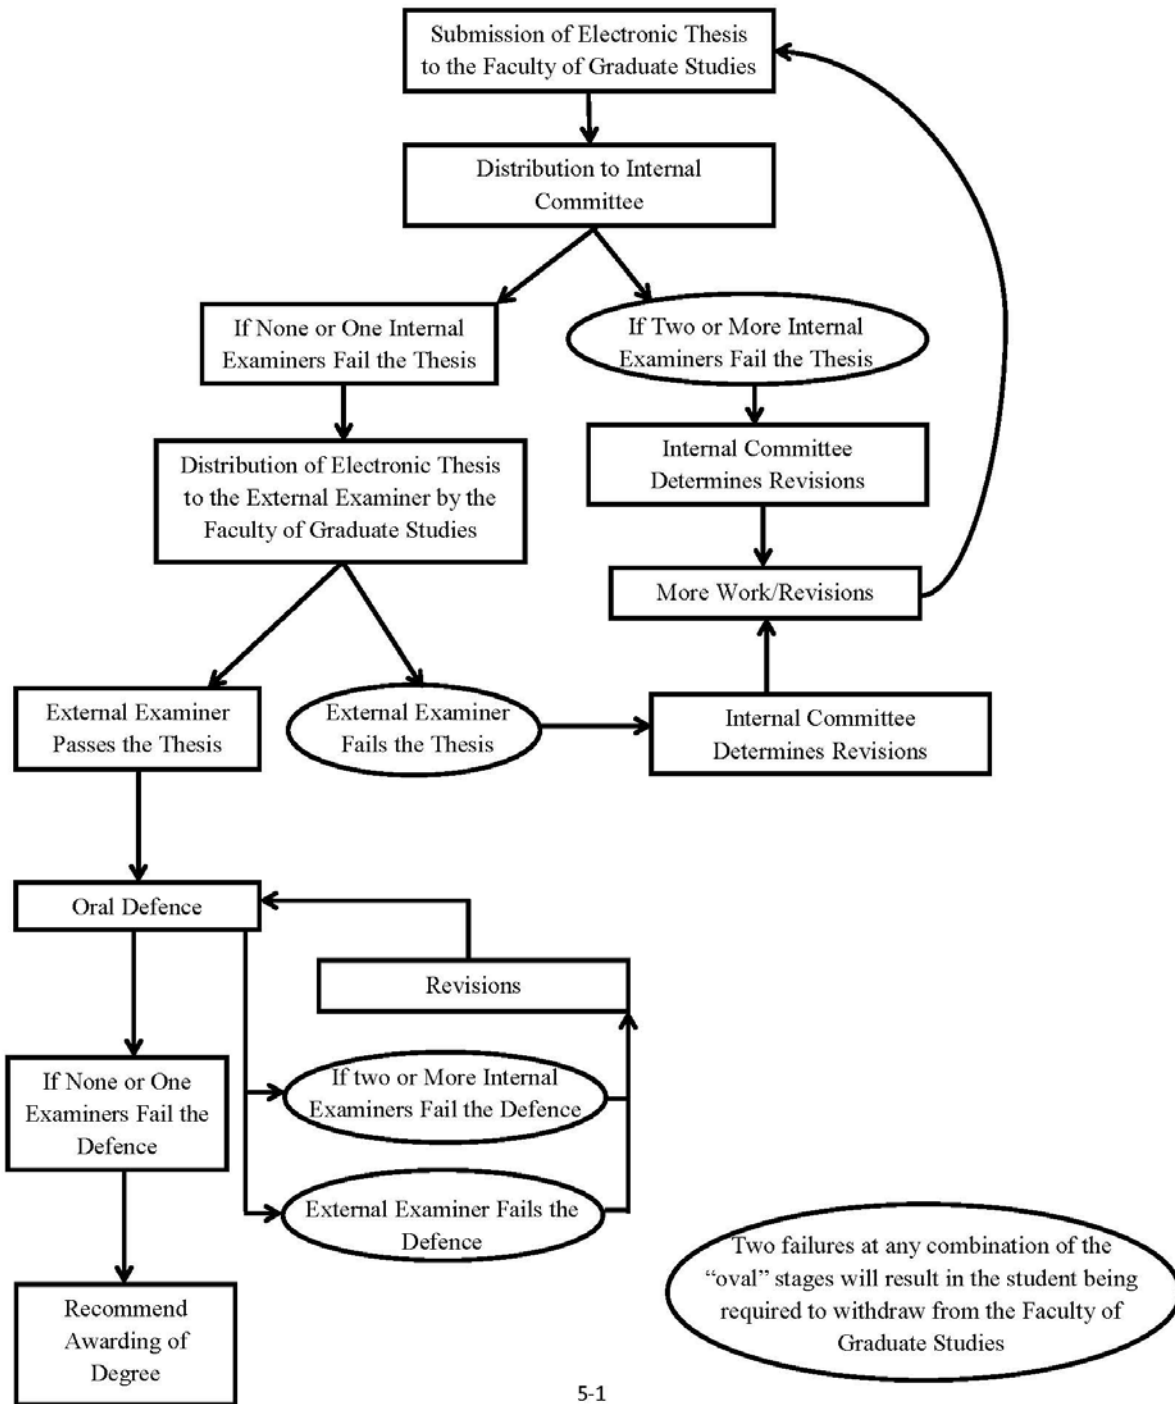 Submission of Electronic Thesis
to the Faculty of Graduate Studies
Distribution to Internal
Committee
If None or One Internal
Examiners Fail the Thesis
If Two or More Internal
Examiners Fail the Thesis
Distribution of Electronic Thesis
to the External Examiner by the
Faculty of Graduate Studies
Internal Committee
Determines Revisions
More Work/Revisions
External Examiner
Passes the Thesis
External Examiner
Fails the Thesis
Internal Committee
Determines Revisions
Oral Defence
Revisions
If None or One
Examiners Fail the
Defence
If two or More Internal
Examiners Fail the Defence
External Examiner Fails the
Defence
Recommend
Awarding of
Degree
Two failures at any combination of the
“oval” stages will result in the student being
required to withdraw from the Faculty of
Graduate Studies
5-1